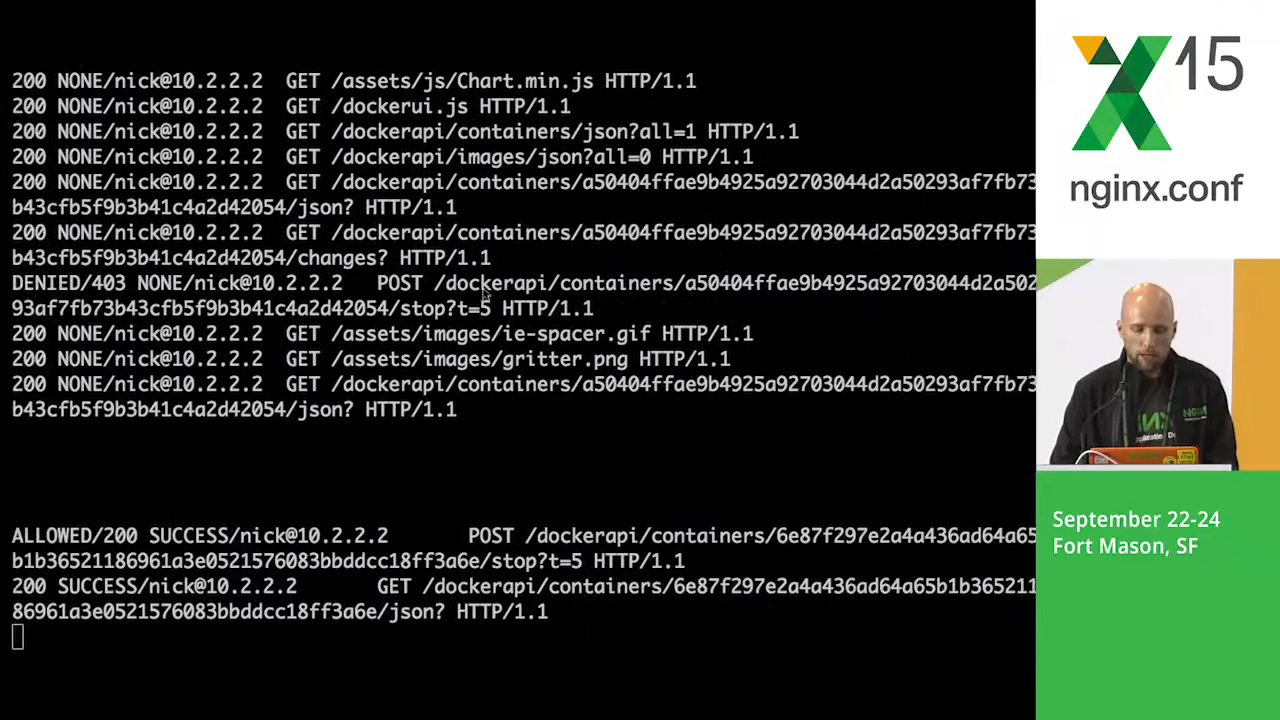 200 NONE/nick@10.2.2.2  GET /assets/js/Chart.min.js HTTP/1.1
200 NONE/nick@10.2.2.2  GET /dockerui.js HTTP/1.1
200 NONE/nick@10.2.2.2  GET /dockerapi/containers/json?all=1 HTTP/1.1
200 NONE/nick@10.2.2.2  GET /dockerapi/images/json?all=0 HTTP/1.1
200 NONE/nick@10.2.2.2  GET /dockerapi/containers/a50404ffae9b4925a92703044d2a50293af7fb73
b43cfb5f9b3b41c4a2d42054/json? HTTP/1.1
200 NONE/nick@10.2.2.2  GET /dockerapi/containers/a50404ffae9b4925a92703044d2a50293af7fb73
b43cfb5f9b3b41c4a2d42054/changes? HTTP/1.1
DENIED/403 NONE/nick@10.2.2.2   POST /dockerapi/containers/a50404ffae9b4925a92703044d2a502
93af7fb73b43cfb5f9b3b41c4a2d42054/stop?t=5 HTTP/1.1
200 NONE/nick@10.2.2.2  GET /assets/images/ie-spacer.gif HTTP/1.1
200 NONE/nick@10.2.2.2  GET /assets/images/gritter.png HTTP/1.1
200 NONE/nick@10.2.2.2  GET /dockerapi/containers/a50404ffae9b4925a92703044d2a50293af7fb73
b43cfb5f9b3b41c4a2d42054/json? HTTP/1.1
ALLOWED/200 SUCCESS/nick@10.2.2.2       POST /dockerapi/containers/6e87f297e2a4a436ad64a65
b1b36521186961a3e0521576083bbddcc18ff3a6e/stop?t=5 HTTP/1.1
200 SUCCESS/nick@10.2.2.2       GET /dockerapi/containers/6e87f297e2a4a436ad64a65b1b365211
86961a3e0521576083bbddcc18ff3a6e/json? HTTP/1.1
X 15
nginx.conf
September 22-24
Fort Mason, SF